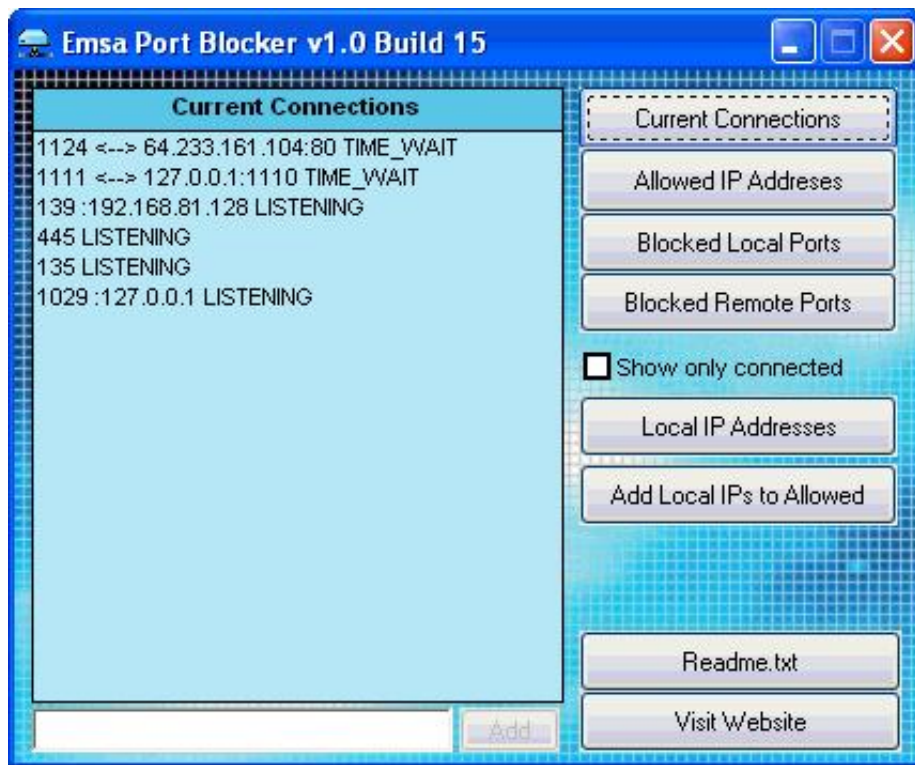 Emsa Port Blocker v1.0 Build 15
Current Connections
1124 <--> 64.233.161.104:80 TIME_WAIT
1111 <--> 127.0.0.1:1110 TIME_WAIT
139 :192.168.81.128 LISTENING
445 LISTENING
135 LISTENING
1029 :127.0.0.1 LISTENING
Add
Current Connections
Allowed IP Addreses
Blocked Local Ports
Blocked Remote Ports
Show only connected
Local IP Addresses
Add Local IPs to Allowed
Readme.txt
Visit Website